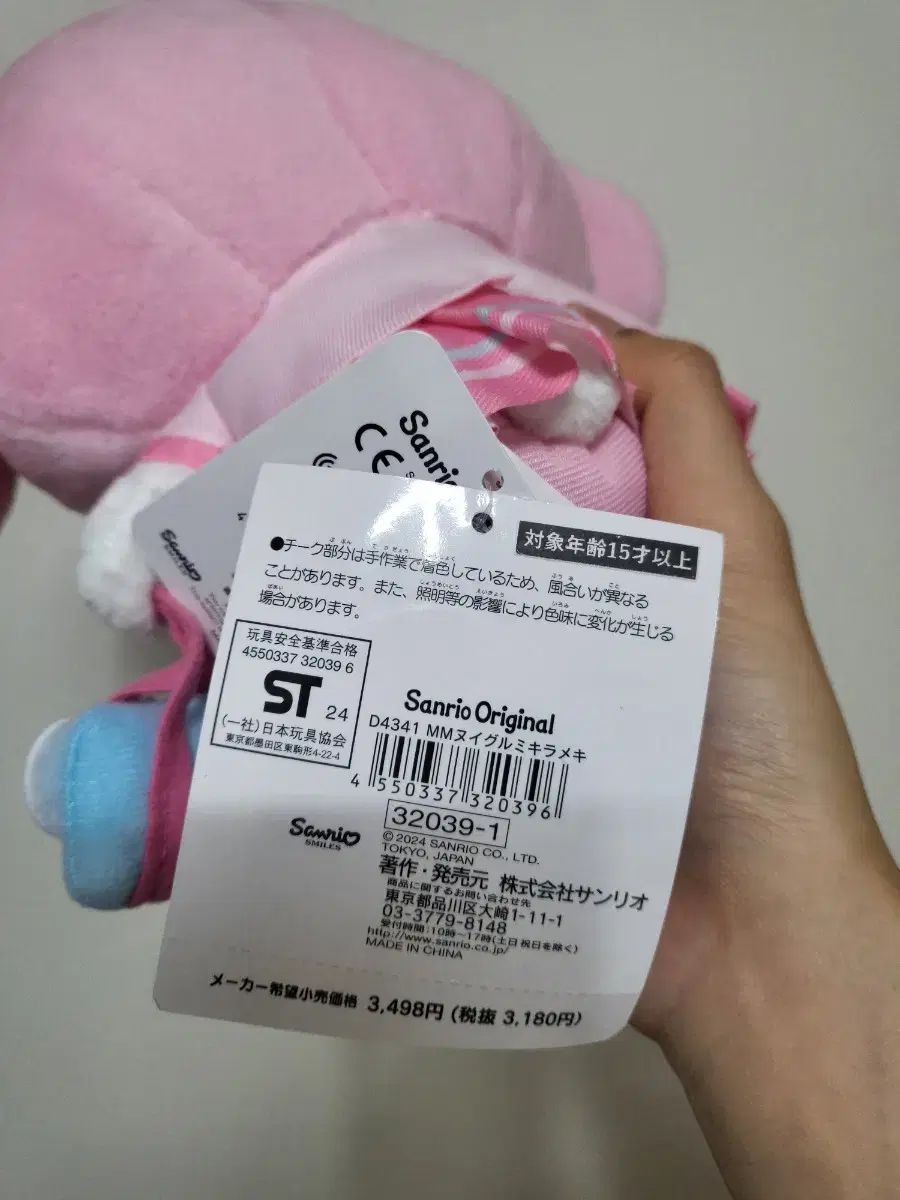 Sanrio
CE
Sanrio
対象年齢15才以上
●チーク部分は手作業で着色しているため、風合いが異なる
ことがあります。また、照明等の影響により色味に変化が生じる
場合があります。
玩具安全基準合格
4550337 32039 6
ST 24
(一社)日本玩具協会
東京都墨田区東駒形4-22-4
Sanrio Original
D4341 MMヌイグルミキラメキ
4 550337 320396
32039-1
Sanrio
SMILES
© 2024 SANRIO CO., LTD.
TOKYO, JAPAN
著作・発売元 株式会社サンリオ
商品に関するお問い合わせ先
東京都品川区大崎1-11-1
03-3779-8148
受付時間:10時~17時(土日祝日を除く)
http://www.sanrio.co.jp/
MADE IN CHINA
メーカー希望小売価格 3,498円 (税抜 3,180円)